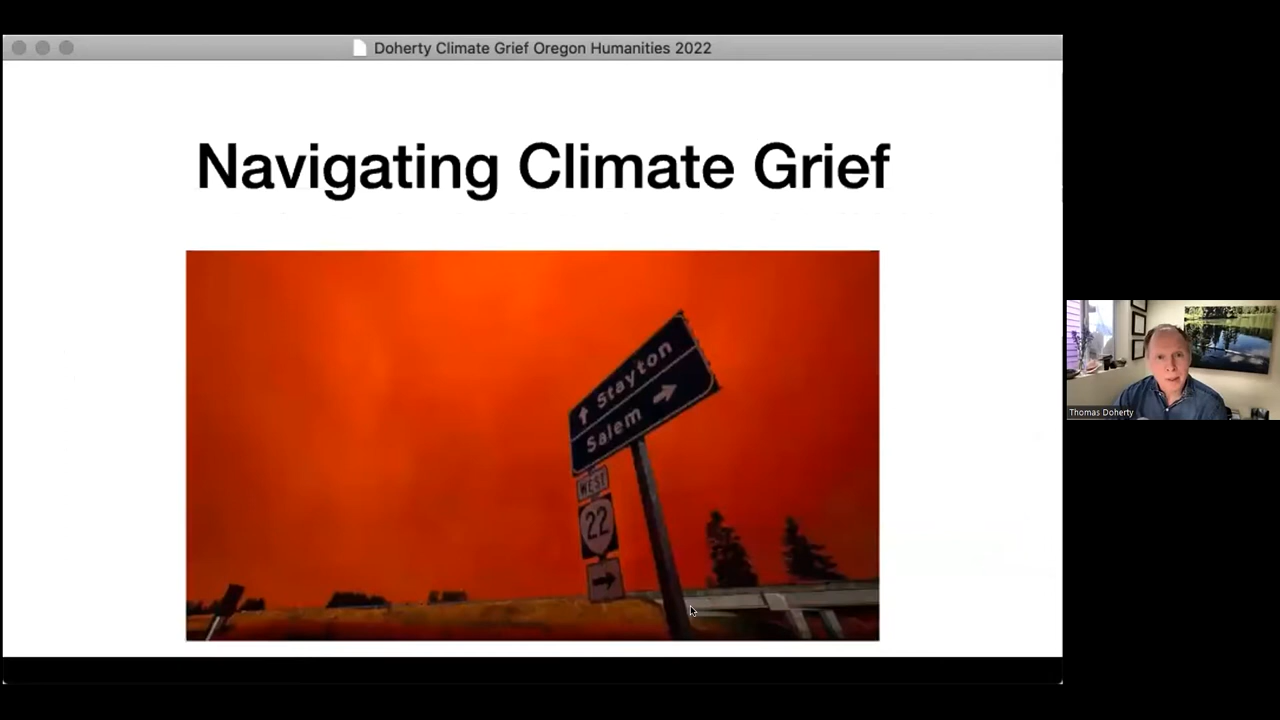 Doherty Climate Grief Oregon Humanities 2022
Navigating Climate Grief
Stayton
Salem
WEST
22
Thomas Doherty